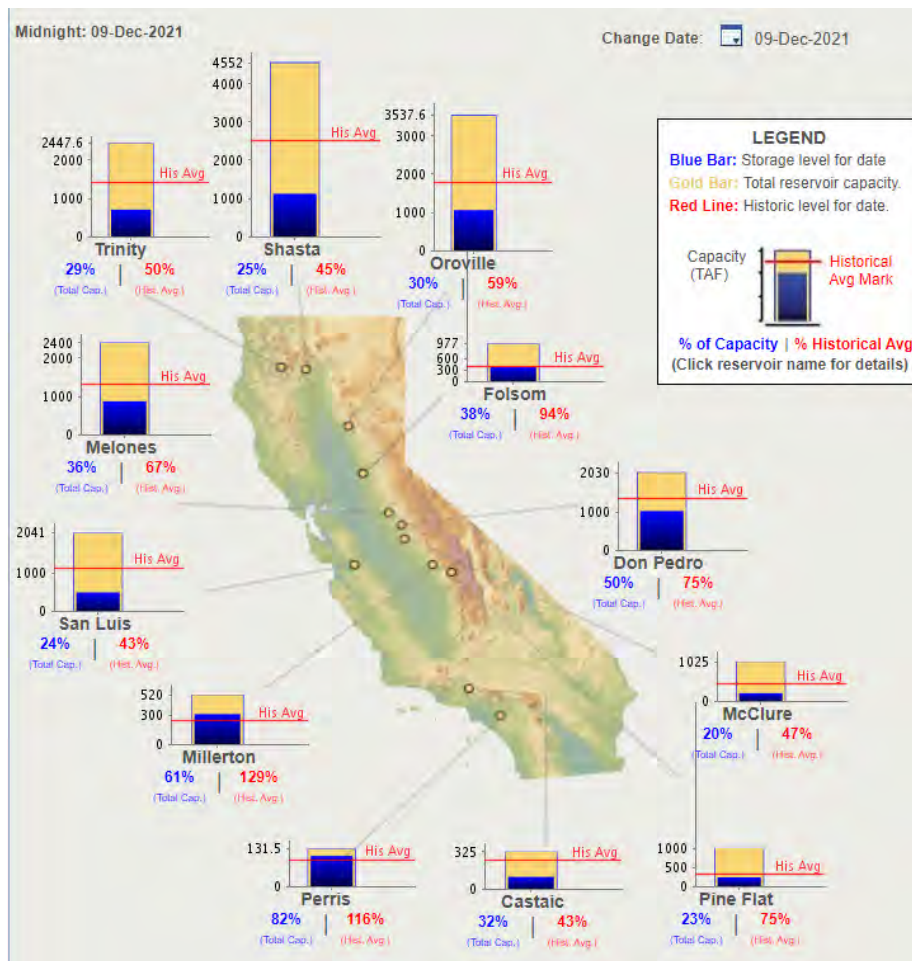 Midnight: 09-Dec-2021
Change Date: 09-Dec-2021
4552
4000
3000
2000
1000
0
His Avg
Shasta
25% | 45%
(Total Cap.) (Hist. Avg.)
3537.6
3000
2000
1000
0
His Avg
Oroville
30% | 59%
(Total Cap.) (Hist. Avg.)
2447.6
2000
1000
0
His Avg
Trinity
29% | 50%
(Total Cap.) (Hist. Avg.)
LEGEND
Blue Bar: Storage level for date
Gold Bar: Total reservoir capacity.
Red Line: Historic level for date.
Capacity
(TAF)
Historical
Avg Mark
% of Capacity | % Historical Avg
(Click reservoir name for details)
2400
2000
1000
0
His Avg
Melones
36% | 67%
(Total Cap.) (Hist. Avg.)
977
600
300
0
His Avg
Folsom
38% | 94%
(Total Cap.) (Hist. Avg.)
2030
1000
0
His Avg
Don Pedro
50% | 75%
(Total Cap.) (Hist. Avg.)
2041
1000
0
His Avg
San Luis
24% | 43%
(Total Cap.) (Hist. Avg.)
1025
0
His Avg
McClure
20% | 47%
(Total Cap.) (Hist. Avg.)
520
300
0
His Avg
Millerton
61% | 129%
(Total Cap.) (Hist. Avg.)
131.5
0
His Avg
Perris
82% | 116%
(Total Cap.) (Hist. Avg.)
325
0
His Avg
Castaic
32% | 43%
(Total Cap.) (Hist. Avg.)
1000
500
0
His Avg
Pine Flat
23% | 75%
(Total Cap.) (Hist. Avg.)